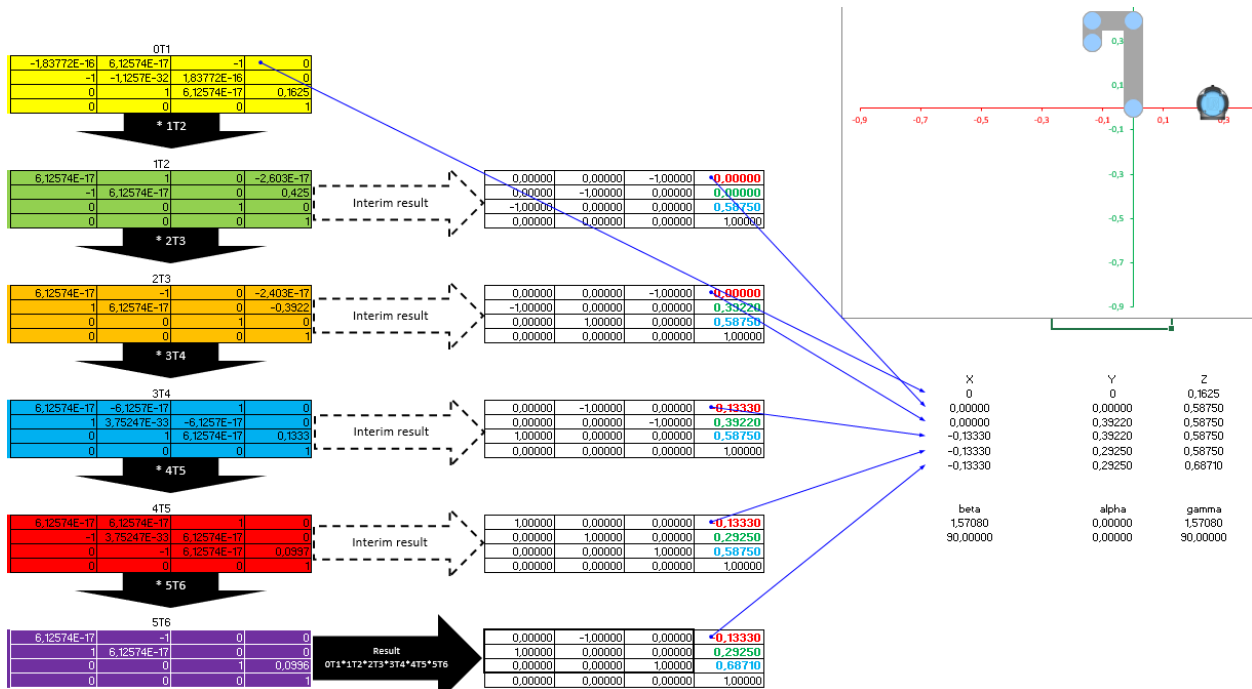 0T1
-1,83772E-16 6,12574E-17 -1 0
-1 -1,1257E-32 1,83772E-16 0
0 1 6,12574E-17 0,1625
0 0 0 1
* 1T2
1T2
6,12574E-17 1 0 -2,603E-17
-1 6,12574E-17 0 0,425
0 0 1 0
0 0 0 1
Interim result
0,00000 0,00000 -1,00000 0,00000
0,00000 -1,00000 0,00000 0,00000
-1,00000 0,00000 0,00000 0,58750
0,00000 0,00000 0,00000 1,00000
* 2T3
2T3
6,12574E-17 -1 0 -2,403E-17
1 6,12574E-17 0 -0,3922
0 0 1 0
0 0 0 1
Interim result
0,00000 0,00000 -1,00000 0,00000
-1,00000 0,00000 0,00000 0,39220
0,00000 1,00000 0,00000 0,58750
0,00000 0,00000 0,00000 1,00000
* 3T4
3T4
6,12574E-17 -6,1257E-17 1 0
1 3,75247E-33 -6,1257E-17 0
0 1 6,12574E-17 0,1333
0 0 0 1
Interim result
0,00000 -1,00000 0,00000 -0,13330
0,00000 0,00000 -1,00000 0,39220
1,00000 0,00000 0,00000 0,58750
0,00000 0,00000 0,00000 1,00000
* 4T5
4T5
6,12574E-17 6,12574E-17 1 0
-1 3,75247E-33 6,12574E-17 0
0 -1 6,12574E-17 0,0997
0 0 0 1
Interim result
1,00000 0,00000 0,00000 -0,13330
0,00000 1,00000 0,00000 0,29250
0,00000 0,00000 1,00000 0,58750
0,00000 0,00000 0,00000 1,00000
* 5T6
5T6
6,12574E-17 -1 0 0
1 6,12574E-17 0 0
0 0 1 0,0996
0 0 0 1
Result
0T1*1T2*2T3*3T4*4T5*5T6
0,00000 -1,00000 0,00000 -0,13330
1,00000 0,00000 0,00000 0,29250
0,00000 0,00000 1,00000 0,68710
0,00000 0,00000 0,00000 1,00000
0,3
0,1
-0,9 -0,7 -0,5 -0,3 -0,1 0,1 0,3
-0,1
-0,3
-0,5
-0,7
-0,9
X Y Z
0 0 0,1625
0,00000 0,00000 0,58750
0,00000 0,39220 0,58750
-0,13330 0,39220 0,58750
-0,13330 0,29250 0,58750
-0,13330 0,29250 0,68710
beta alpha gamma
1,57080 0,00000 1,57080
90,00000 0,00000 90,00000